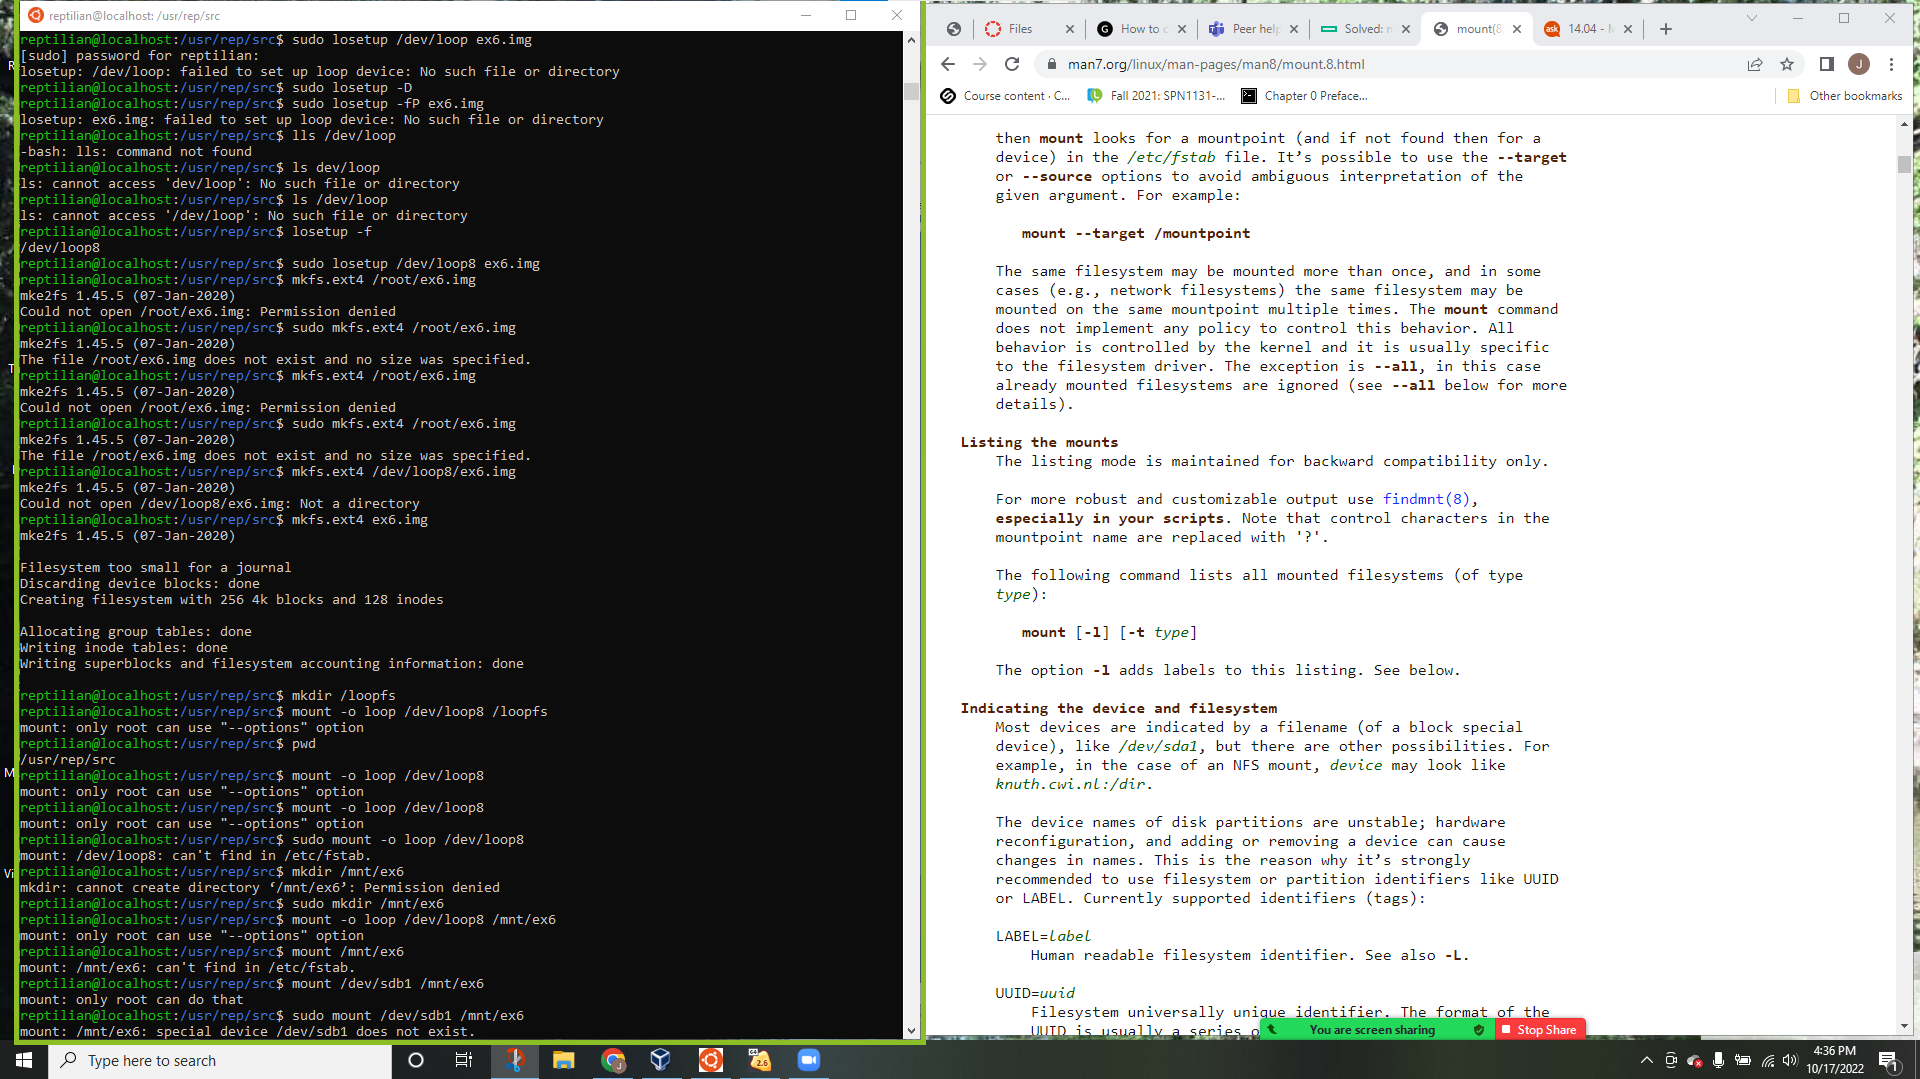 reptilian@localhost: /usr/rep/src
reptilian@localhost:/usr/rep/src$ sudo losetup /dev/loop ex6.img
[sudo] password for reptilian:
losetup: /dev/loop: failed to set up loop device: No such file or directory
reptilian@localhost:/usr/rep/src$ sudo losetup -D
reptilian@localhost:/usr/rep/src$ sudo losetup -fP ex6.img
losetup: ex6.img: failed to set up loop device: No such file or directory
reptilian@localhost:/usr/rep/src$ lls /dev/loop
-bash: lls: command not found
reptilian@localhost:/usr/rep/src$ ls dev/loop
ls: cannot access 'dev/loop': No such file or directory
reptilian@localhost:/usr/rep/src$ ls /dev/loop
ls: cannot access '/dev/loop': No such file or directory
reptilian@localhost:/usr/rep/src$ losetup -f
/dev/loop8
reptilian@localhost:/usr/rep/src$ sudo losetup /dev/loop8 ex6.img
reptilian@localhost:/usr/rep/src$ mkfs.ext4 /root/ex6.img
mke2fs 1.45.5 (07-Jan-2020)
Could not open /root/ex6.img: Permission denied
reptilian@localhost:/usr/rep/src$ sudo mkfs.ext4 /root/ex6.img
mke2fs 1.45.5 (07-Jan-2020)
The file /root/ex6.img does not exist and no size was specified.
reptilian@localhost:/usr/rep/src$ mkfs.ext4 /root/ex6.img
mke2fs 1.45.5 (07-Jan-2020)
Could not open /root/ex6.img: Permission denied
reptilian@localhost:/usr/rep/src$ sudo mkfs.ext4 /root/ex6.img
mke2fs 1.45.5 (07-Jan-2020)
The file /root/ex6.img does not exist and no size was specified.
reptilian@localhost:/usr/rep/src$ mkfs.ext4 /dev/loop8/ex6.img
mke2fs 1.45.5 (07-Jan-2020)
Could not open /dev/loop8/ex6.img: Not a directory
reptilian@localhost:/usr/rep/src$ mkfs.ext4 ex6.img
mke2fs 1.45.5 (07-Jan-2020)
Filesystem too small for a journal
Discarding device blocks: done
Creating filesystem with 256 4k blocks and 128 inodes
Allocating group tables: done
Writing inode tables: done
Writing superblocks and filesystem accounting information: done
reptilian@localhost:/usr/rep/src$ mkdir /loopfs
reptilian@localhost:/usr/rep/src$ mount -o loop /dev/loop8 /loopfs
mount: only root can use "--options" option
reptilian@localhost:/usr/rep/src$ pwd
/usr/rep/src
reptilian@localhost:/usr/rep/src$ mount -o loop /dev/loop8
mount: only root can use "--options" option
reptilian@localhost:/usr/rep/src$ mount -o loop /dev/loop8
mount: only root can use "--options" option
reptilian@localhost:/usr/rep/src$ sudo mount -o loop /dev/loop8
mount: /dev/loop8: can't find in /etc/fstab.
reptilian@localhost:/usr/rep/src$ mkdir /mnt/ex6
mkdir: cannot create directory ‘/mnt/ex6’: Permission denied
reptilian@localhost:/usr/rep/src$ sudo mkdir /mnt/ex6
reptilian@localhost:/usr/rep/src$ mount -o loop /dev/loop8 /mnt/ex6
mount: only root can use "--options" option
reptilian@localhost:/usr/rep/src$ mount /mnt/ex6
mount: /mnt/ex6: can't find in /etc/fstab.
reptilian@localhost:/usr/rep/src$ mount /dev/sdb1 /mnt/ex6
mount: only root can do that
reptilian@localhost:/usr/rep/src$ sudo mount /dev/sdb1 /mnt/ex6
mount: /mnt/ex6: special device /dev/sdb1 does not exist.
Files
How to c
Peer help
Solved: m
mount(8
14.04 - M
man7.org/linux/man-pages/man8/mount.8.html
J
Course content · C...
Fall 2021: SPN1131-...
Chapter 0 Preface...
Other bookmarks
then mount looks for a mountpoint (and if not found then for a
device) in the /etc/fstab file. It’s possible to use the --target
or --source options to avoid ambiguous interpretation of the
given argument. For example:
mount --target /mountpoint
The same filesystem may be mounted more than once, and in some
cases (e.g., network filesystems) the same filesystem may be
mounted on the same mountpoint multiple times. The mount command
does not implement any policy to control this behavior. All
behavior is controlled by the kernel and it is usually specific
to the filesystem driver. The exception is --all, in this case
already mounted filesystems are ignored (see --all below for more
details).
Listing the mounts
The listing mode is maintained for backward compatibility only.
For more robust and customizable output use findmnt(8),
especially in your scripts. Note that control characters in the
mountpoint name are replaced with '?'.
The following command lists all mounted filesystems (of type
type):
mount [-l] [-t type]
The option -l adds labels to this listing. See below.
Indicating the device and filesystem
Most devices are indicated by a filename (of a block special
device), like /dev/sda1, but there are other possibilities. For
example, in the case of an NFS mount, device may look like
knuth.cwi.nl:/dir.
The device names of disk partitions are unstable; hardware
reconfiguration, and adding or removing a device can cause
changes in names. This is the reason why it’s strongly
recommended to use filesystem or partition identifiers like UUID
or LABEL. Currently supported identifiers (tags):
LABEL=label
Human readable filesystem identifier. See also -L.
UUID=uuid
Filesystem universally unique identifier. The format of the
UUID is usually a series o
You are screen sharing
Stop Share
Type here to search
4:36 PM
10/17/2022